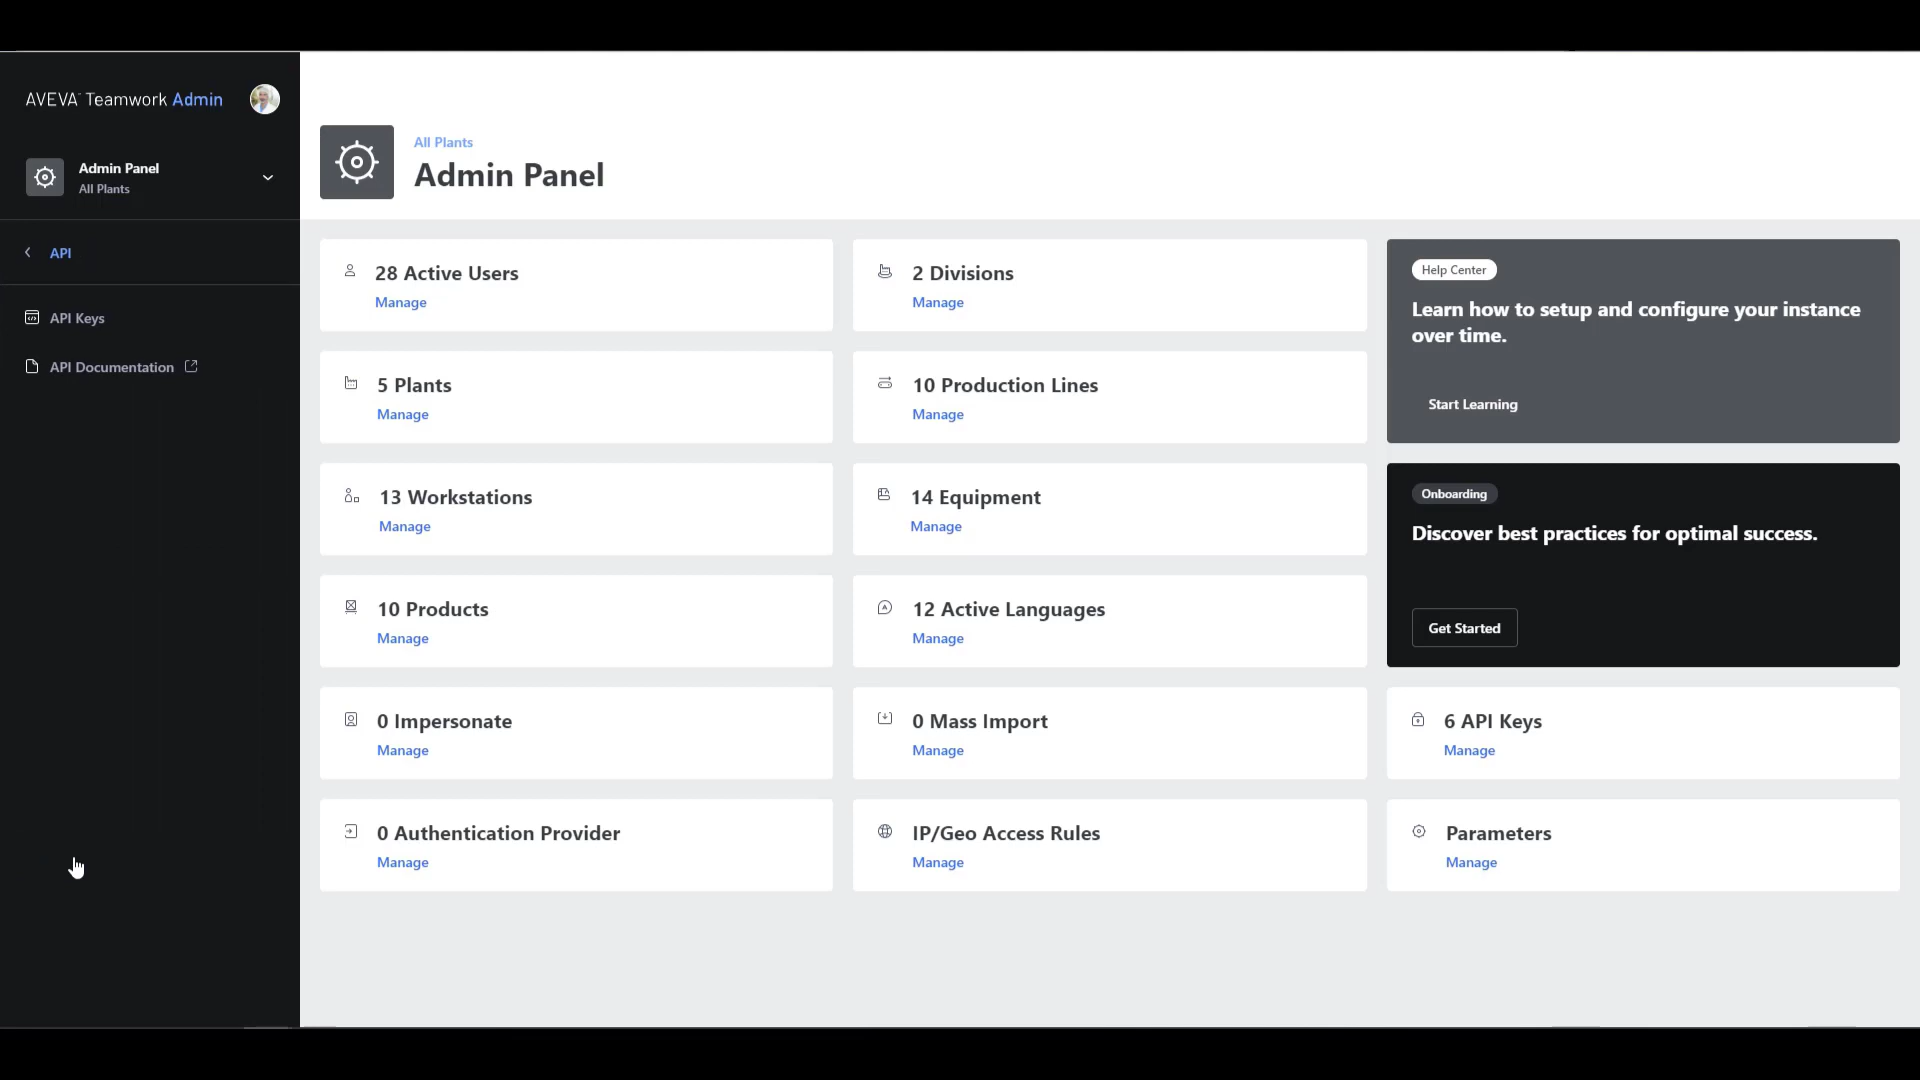 AVEVA™ Teamwork Admin
Admin Panel
All Plants
API
API Keys
API Documentation
All Plants
Admin Panel
28 Active Users
Manage
2 Divisions
Manage
Help Center
Learn how to setup and configure your instance
over time.
Start Learning
5 Plants
Manage
10 Production Lines
Manage
13 Workstations
Manage
14 Equipment
Manage
Onboarding
Discover best practices for optimal success.
Get Started
10 Products
Manage
12 Active Languages
Manage
0 Impersonate
Manage
0 Mass Import
Manage
6 API Keys
Manage
0 Authentication Provider
Manage
IP/Geo Access Rules
Manage
Parameters
Manage